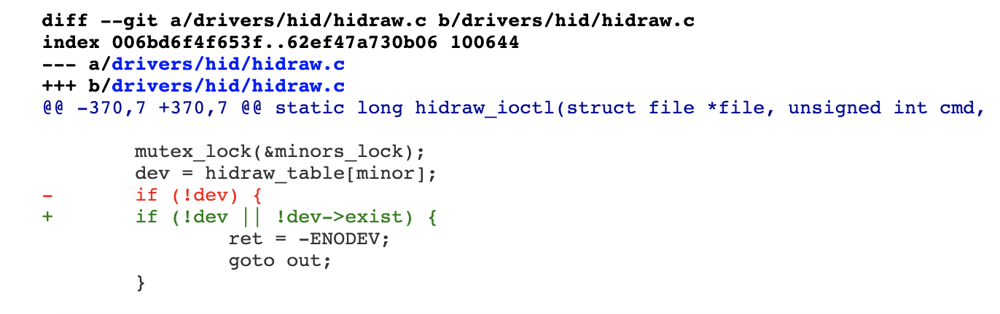 diff --git a/drivers/hid/hidraw.c b/drivers/hid/hidraw.c
index 006bd6f4f653f..62ef47a730b06 100644
--- a/drivers/hid/hidraw.c
+++ b/drivers/hid/hidraw.c
@@ -370,7 +370,7 @@ static long hidraw_ioctl(struct file *file, unsigned int cmd,
        mutex_lock(&minors_lock);
        dev = hidraw_table[minor];
-       if (!dev) {
+       if (!dev || !dev->exist) {
                ret = -ENODEV;
                goto out;
        }